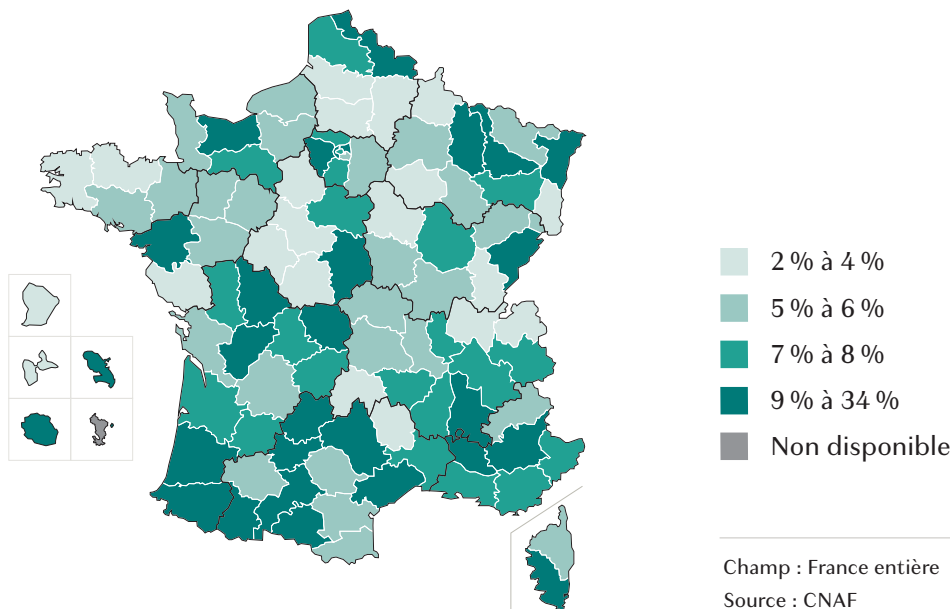 2 % à 4 %
5 % à 6 %
7 % à 8 %
9 % à 34 %
Non disponible
Champ : France entière
Source : CNAF